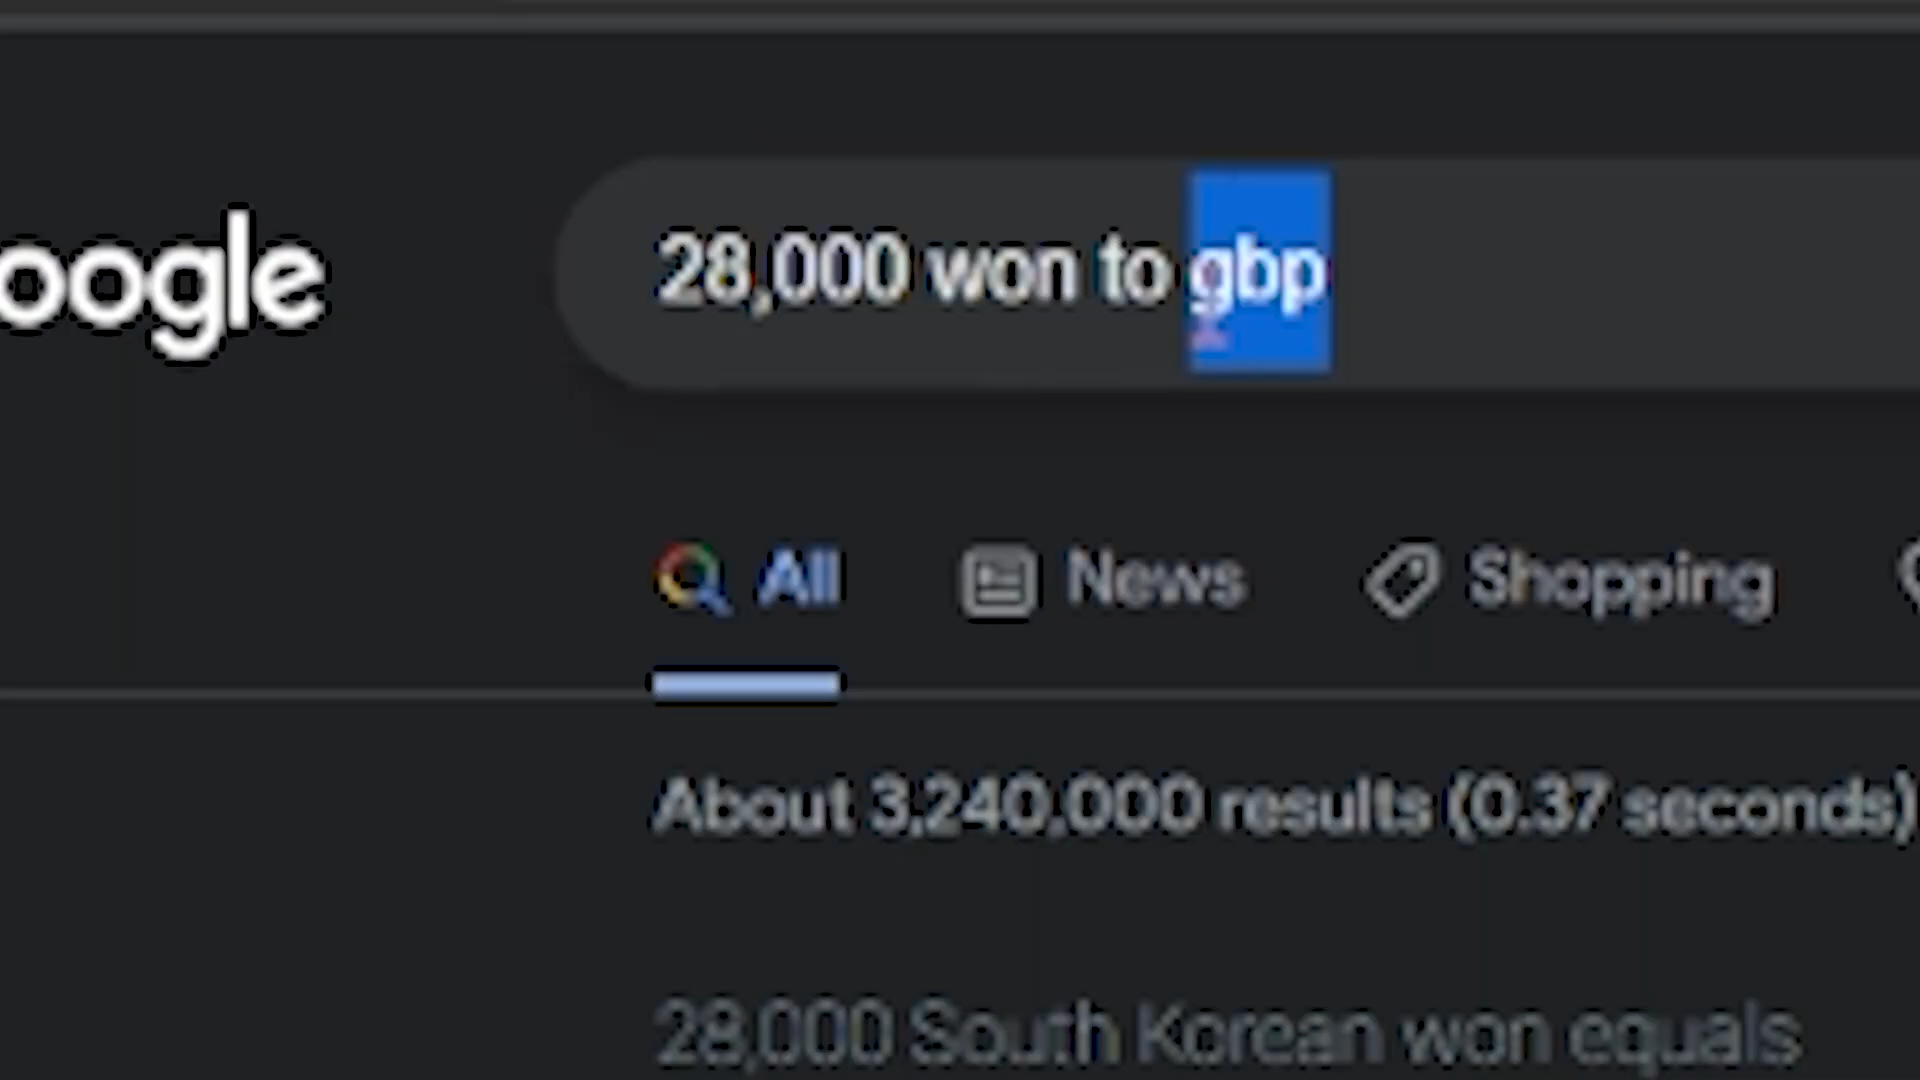 oogle
28,000 won to gbp
All News Shopping
About 3,240,000 results (0.37 seconds)
28,000 South Korean won equals